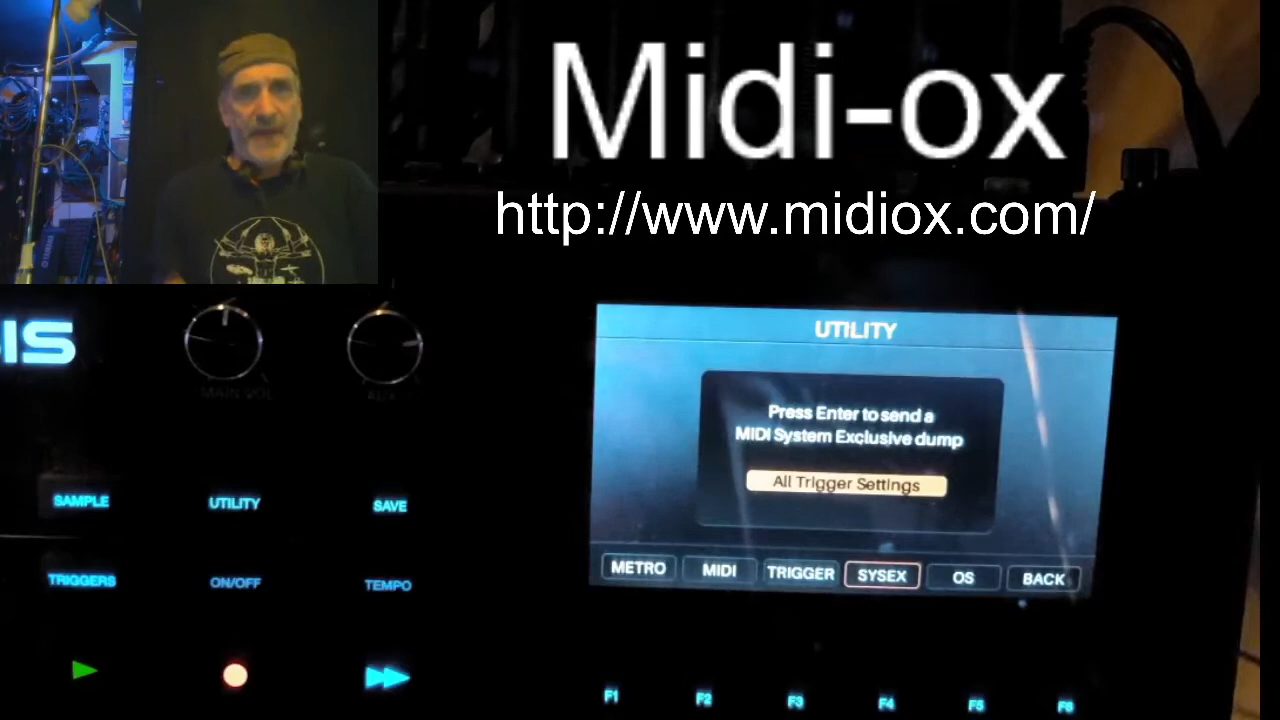 Midi-ox
http://www.midiox.com/
IS
MAIN VOL
UTILITY
Press Enter to send a
MIDI System Exclusive dump
All Trigger Settings
SAMPLE UTILITY SAVE
TRIGGERS ON/OFF TEMPO
METRO MIDI TRIGGER SYSEX OS BACK
F1 F2 F3 F4 F5 F6